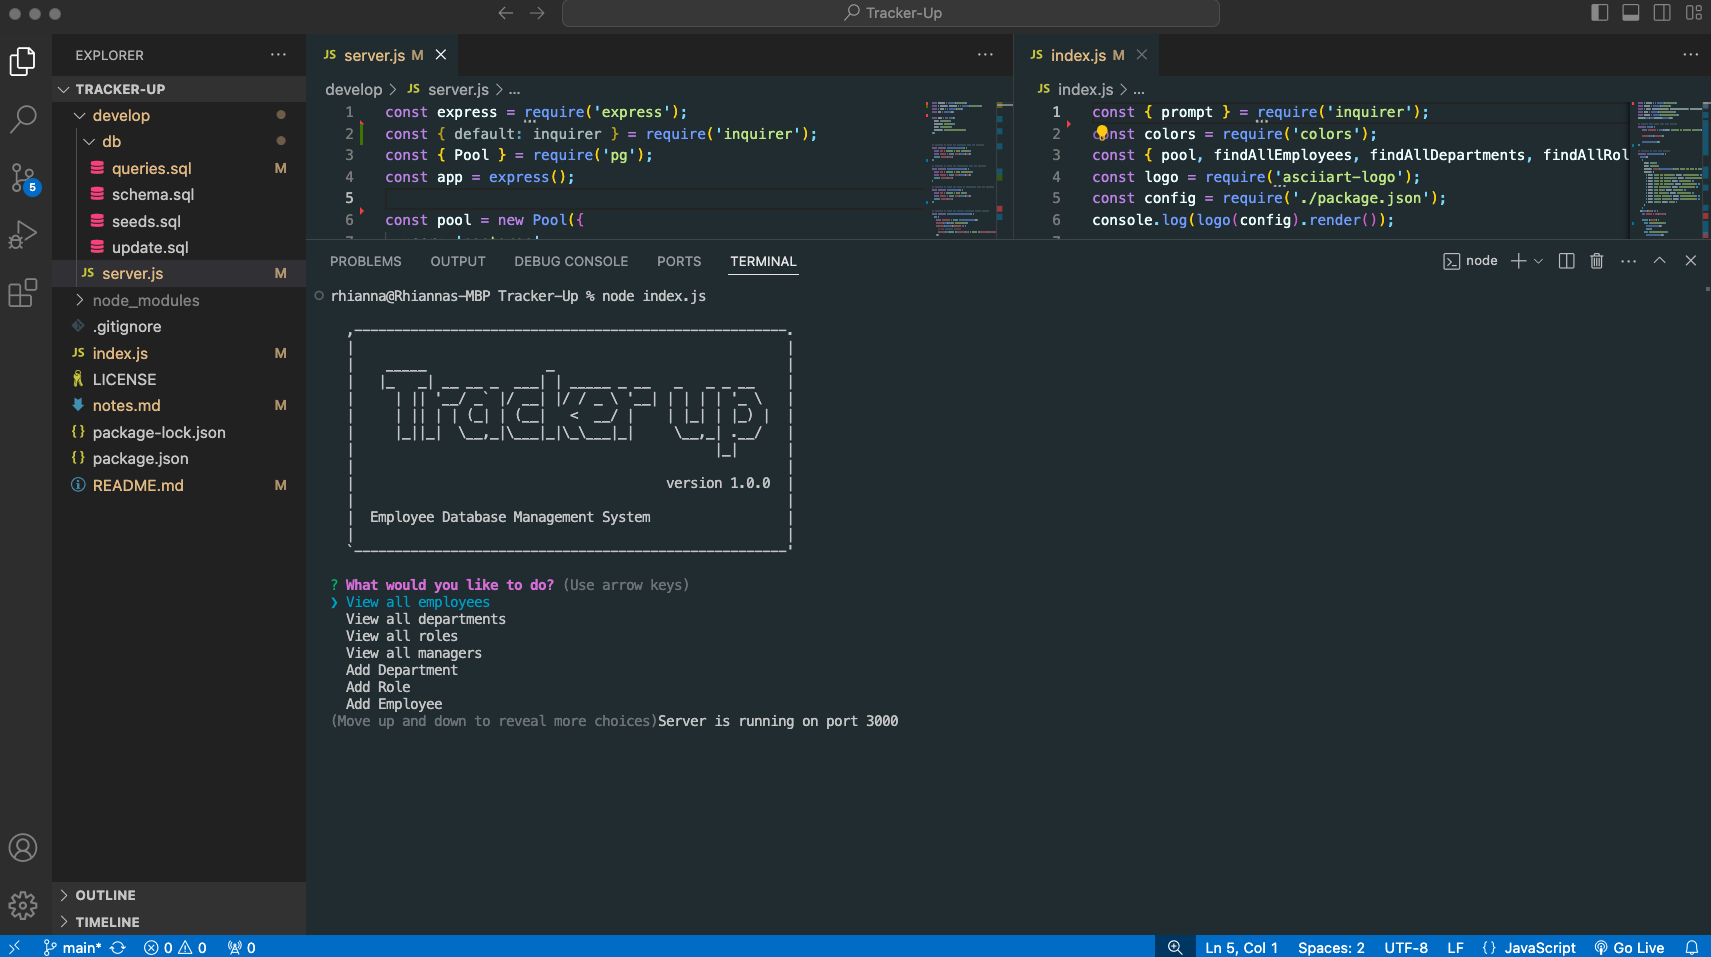 Tracker-Up
EXPLORER
TRACKER-UP
develop
db
queries.sql M
schema.sql
seeds.sql
update.sql
JS server.js M
node_modules
.gitignore
JS index.js M
LICENSE
notes.md M
{} package-lock.json
{} package.json
README.md M
OUTLINE
TIMELINE
5
JS server.js M
develop > JS server.js > ...
1 const express = require('express');
2 const { default: inquirer } = require('inquirer');
3 const { Pool } = require('pg');
4 const app = express();
5
6 const pool = new Pool({
JS index.js M
JS index.js > ...
1 const { prompt } = require('inquirer');
2 const colors = require('colors');
3 const { pool, findAllEmployees, findAllDepartments, findAllRol
4 const logo = require('asciiart-logo');
5 const config = require('./package.json');
6 console.log(logo(config).render());
PROBLEMS OUTPUT DEBUG CONSOLE PORTS TERMINAL
node
rhianna@Rhiannas-MBP Tracker-Up % node index.js
Tracker up
version 1.0.0
Employee Database Management System
? What would you like to do? (Use arrow keys)
❯ View all employees
View all departments
View all roles
View all managers
Add Department
Add Role
Add Employee
(Move up and down to reveal more choices)Server is running on port 3000
main* 0 0 0
Ln 5, Col 1 Spaces: 2 UTF-8 LF {} JavaScript Go Live